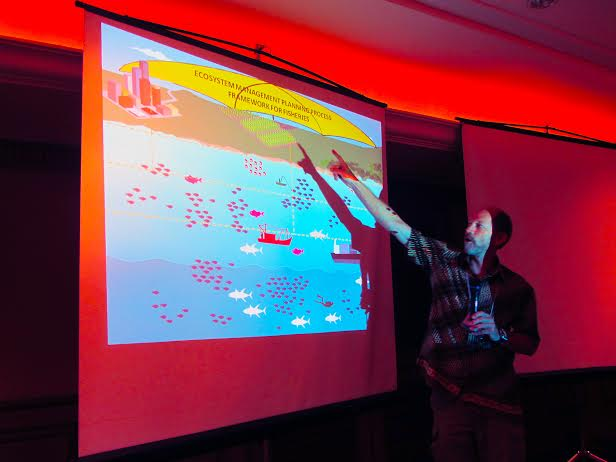 ECOSYSTEM MANAGEMENT PLANNING PROCESS
FRAMEWORK FOR FISHERIES